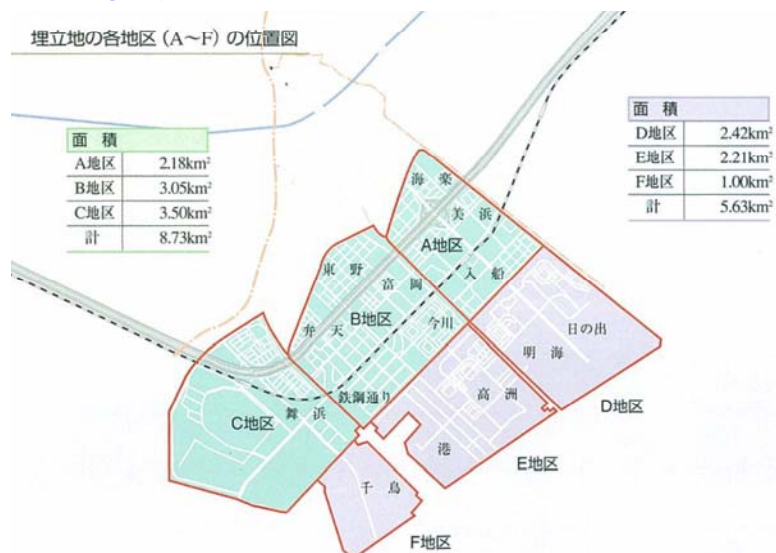 埋立地の各地区(A～F)の位置図
面 積
A地区 2.18km²
B地区 3.05km²
C地区 3.50km²
計 8.73km²
面 積
D地区 2.42km²
E地区 2.21km²
F地区 1.00km²
計 5.63km²
海 楽
美 浜
A地区
入 船
東 野
富 岡
B地区
弁 天
今川
鉄鋼通り
舞 浜
C地区
日の出
明 海
D地区
高 洲
港
E地区
千 鳥
F地区